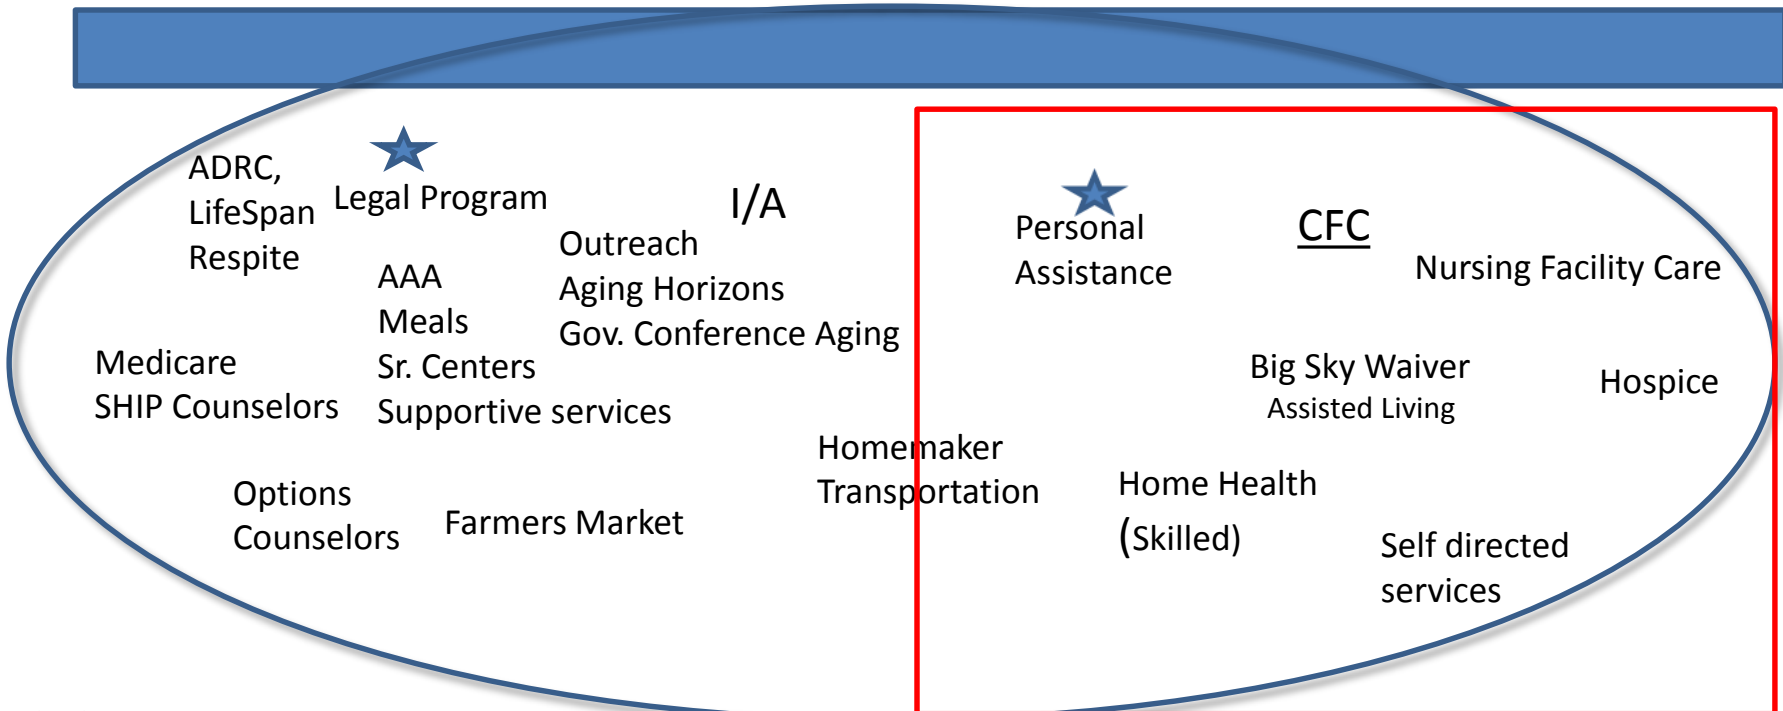 ADRC,
LifeSpan
Respite
Legal Program
I/A
Outreach
Aging Horizons
Gov. Conference Aging
AAA
Meals
Sr. Centers
Supportive services
Medicare
SHIP Counselors
Options
Counselors
Farmers Market
Homemaker
Transportation
Personal
Assistance
CFC
Nursing Facility Care
Big Sky Waiver
Assisted Living
Hospice
Home Health
(Skilled)
Self directed
services